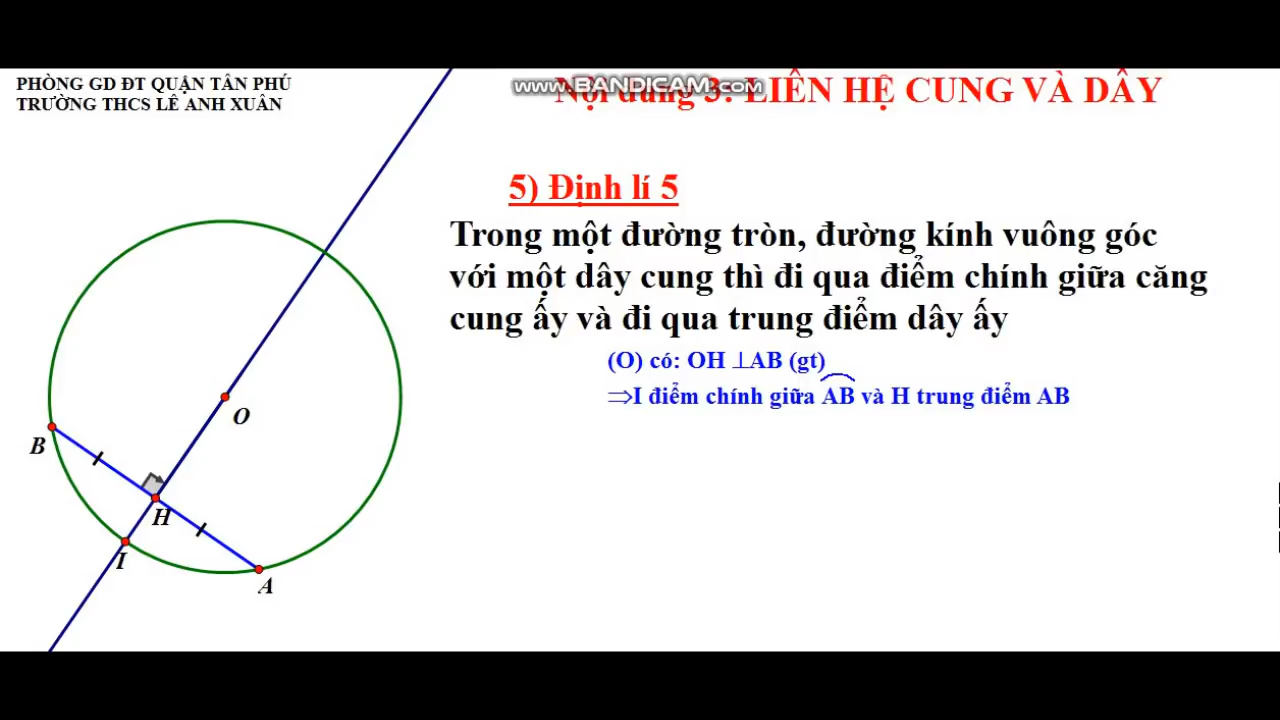 PHÒNG GD ĐT QUẬN TÂN PHÚ
TRƯỜNG THCS LÊ ANH XUÂN
www.BANDICAM.com
Nội dung 3: LIÊN HỆ CUNG VÀ DÂY
5) Định lí 5
Trong một đường tròn, đường kính vuông góc
với một dây cung thì đi qua điểm chính giữa căng
cung ấy và đi qua trung điểm dây ấy
(O) có: OH ⊥AB (gt)
⇒I điểm chính giữa AB và H trung điểm AB
O
B
H
I
A